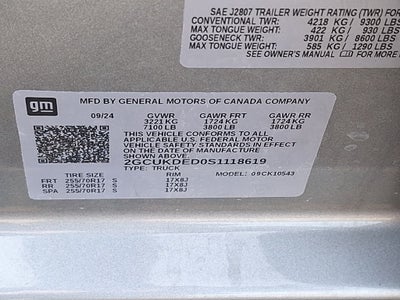 SAE J2807 TRAILER WEIGHT RATING (TWR) FOR
CONVENTIONAL TWR: 4218 KG / 9300 LBS
MAX TONGUE WEIGHT: 422 KG / 930 LBS
GOOSENECK TWR: 3901 KG / 8600 LBS
MAX TONGUE WEIGHT: 585 KG / 1290 LBS
SEE OWNER'S MANUAL FOR MORE
gm
MFD BY GENERAL MOTORS OF CANADA COMPANY
09/24 GVWR GAWR FRT GAWR RR
3221 KG 1724 KG 1724 KG
7100 LB 3800 LB 3800 LB
THIS VEHICLE CONFORMS TO ALL
APPLICABLE U.S. FEDERAL MOTOR
VEHICLE SAFETY STANDARDS IN EFFECT
ON THE DATE OF MANUFACTURE
2GCUKDED0S1118619
TYPE: TRUCK MODEL: 09CK10543
TIRE SIZE RIM
FRT 255/70R17 S 17X8J
RR 255/70R17 S 17X8J
SPA 255/70R17 S 17X8J